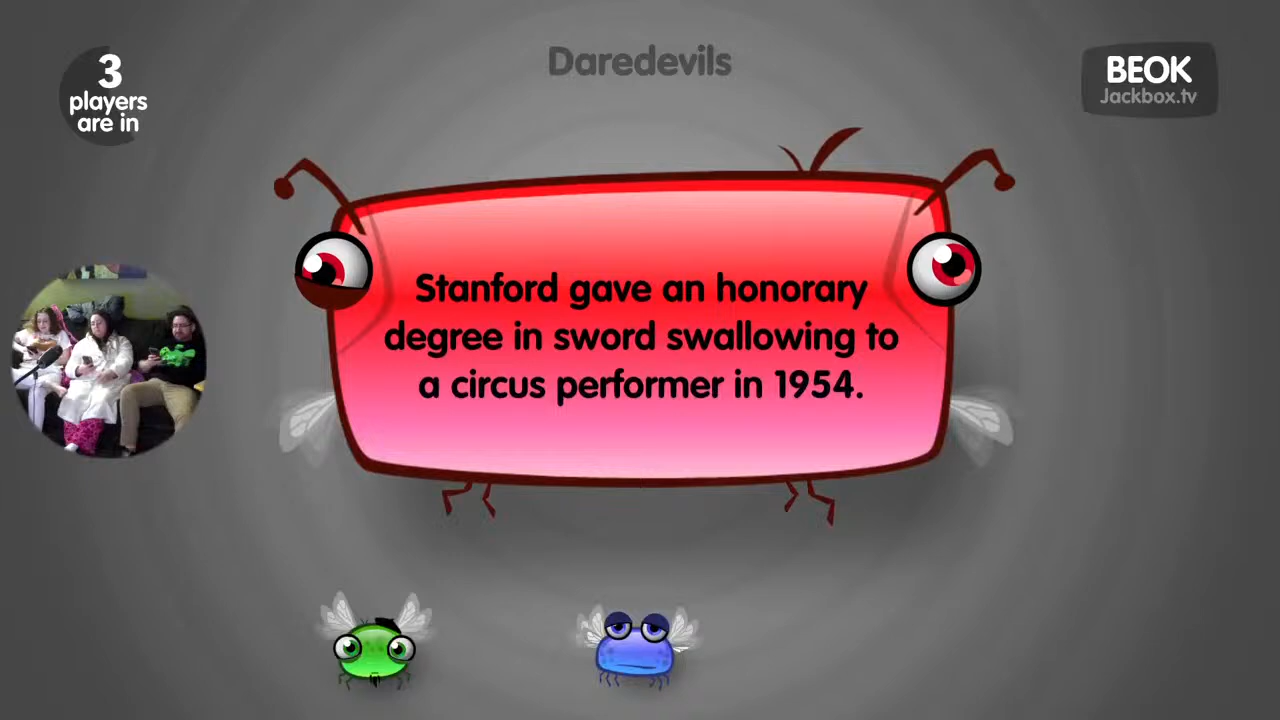 Daredevils
3
players
are in
BEOK
Jackbox.tv
Stanford gave an honorary
degree in sword swallowing to
a circus performer in 1954.